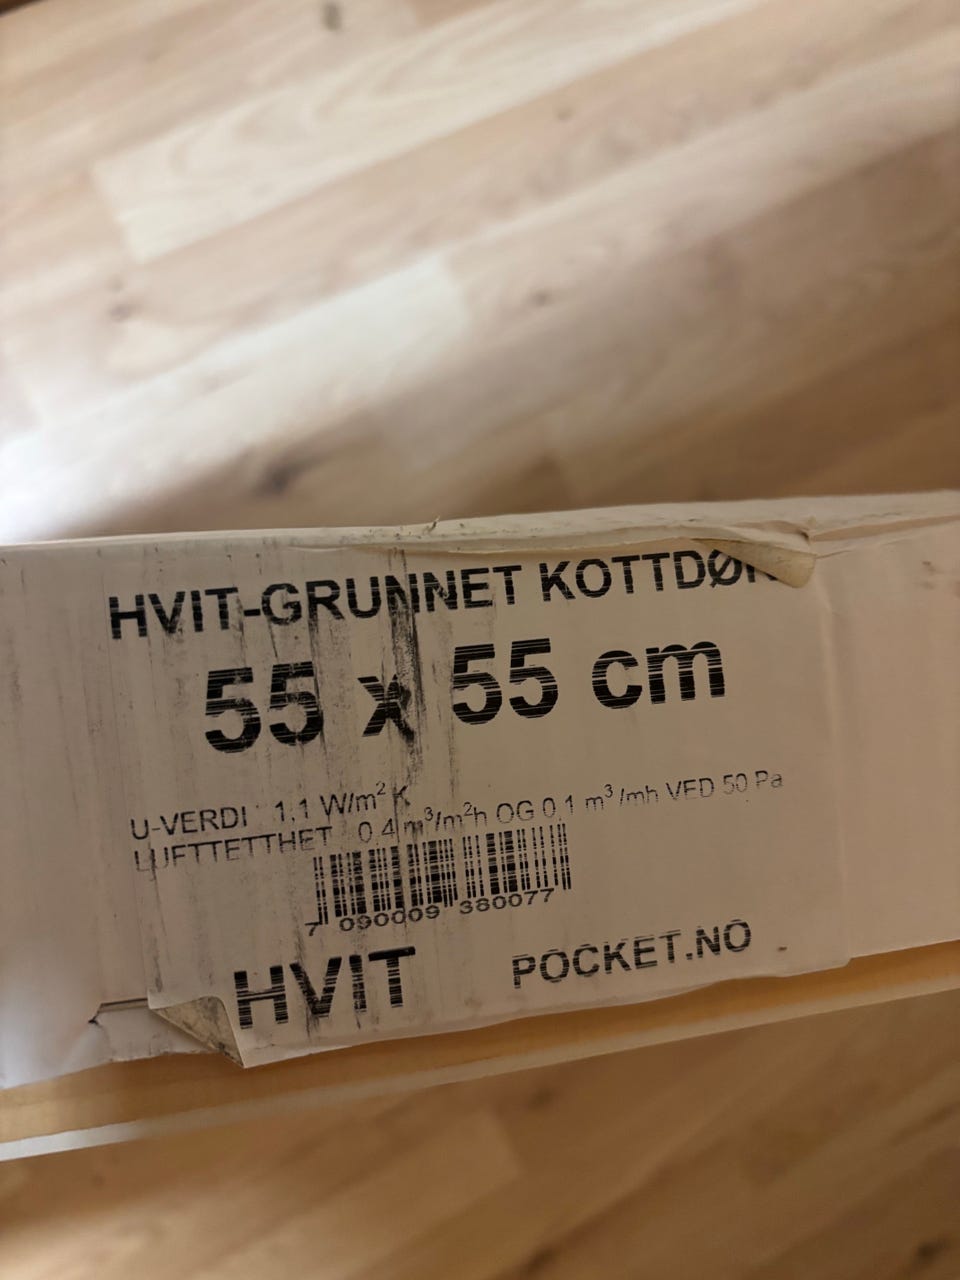 HVIT-GRUNNET KOTTDØR
55 x 55 cm
U-VERDI 1,1 W/m² K
LUFTTETTHET 0,4 m³/m²h OG 0,1 m³/mh VED 50 Pa
7 090009 380077
HVIT POCKET.NO